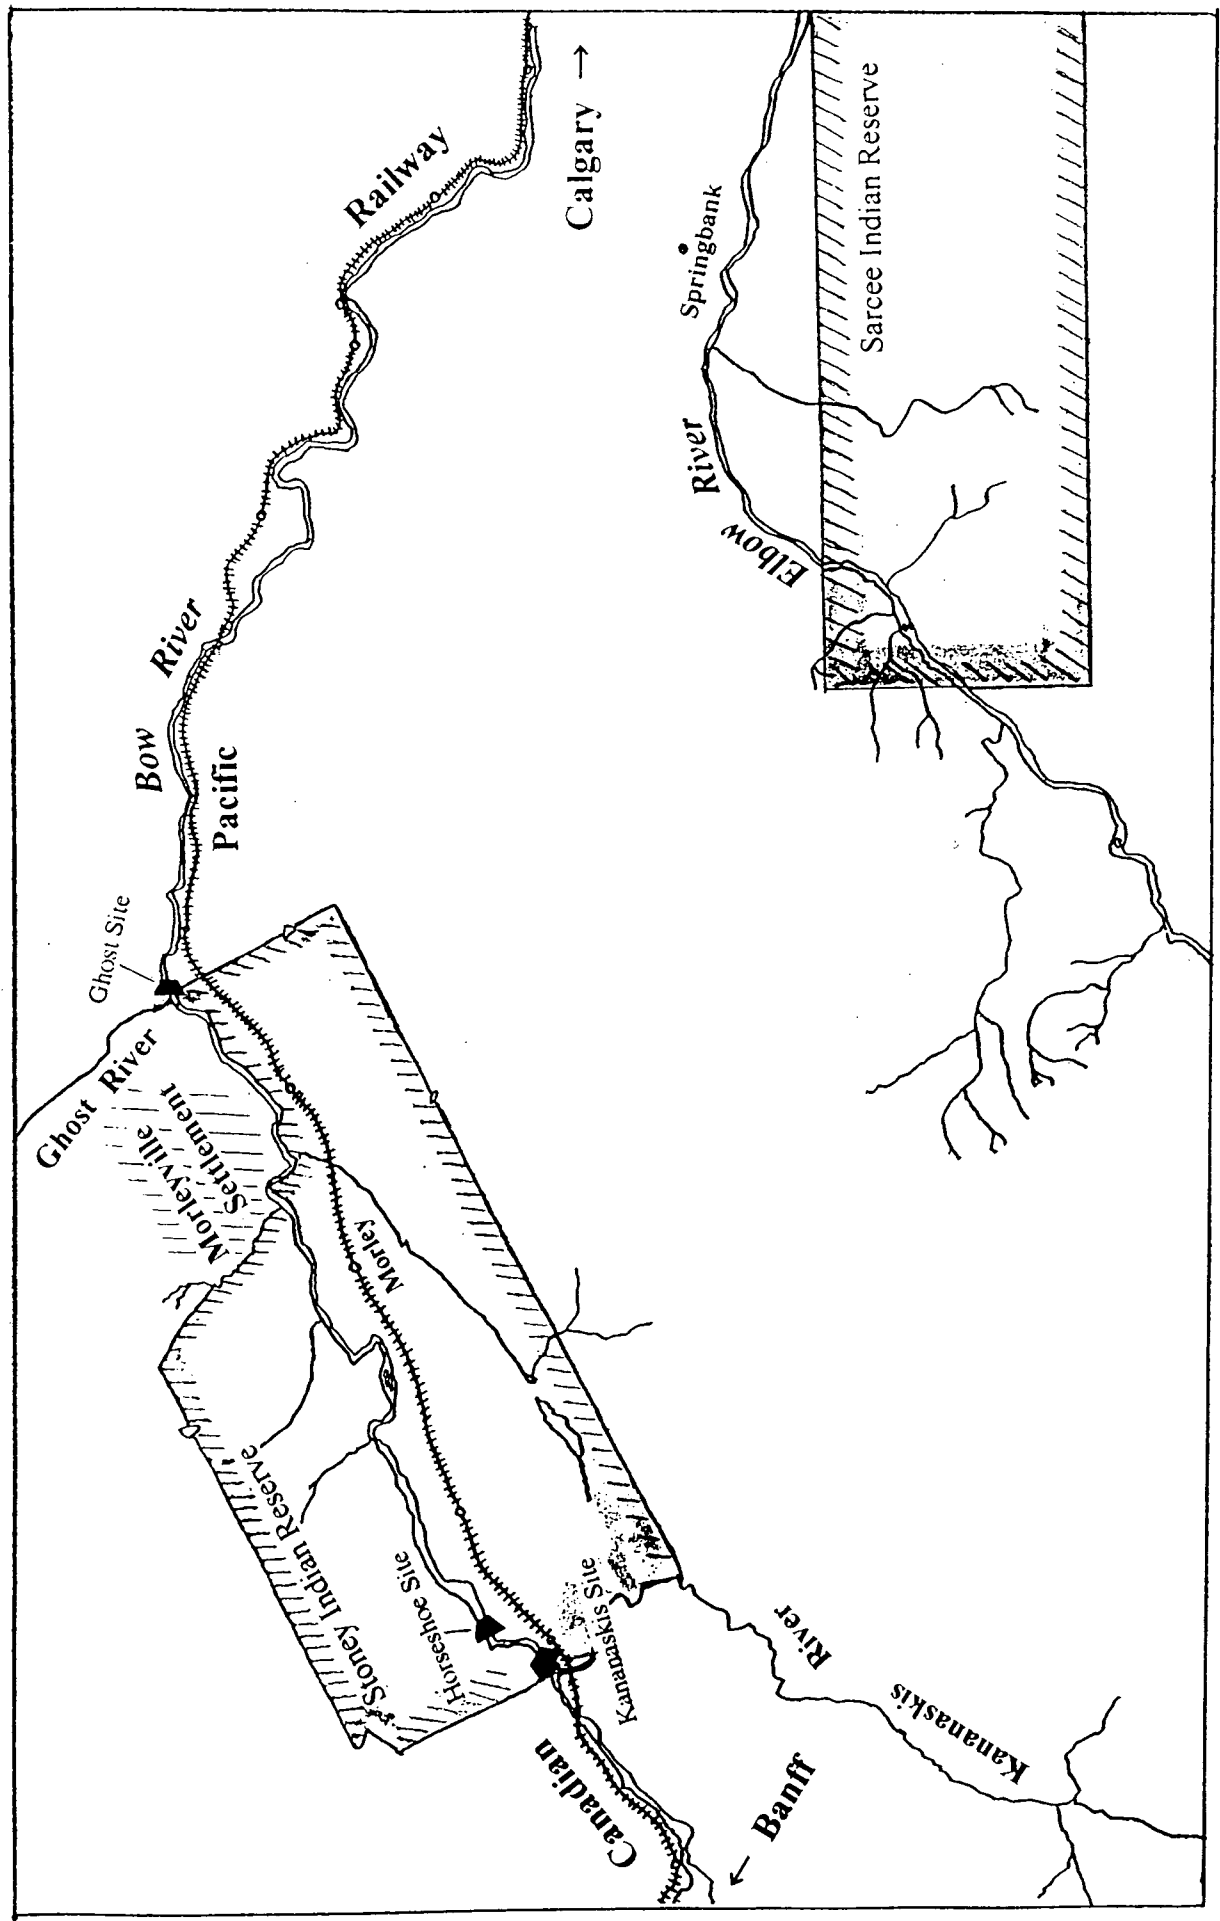 Ghost River
Ghost Site
Bow River
Canadian Pacific Railway
Calgary →
Springbank
Elbow River
Sarcee Indian Reserve
Morleyville
Settlement
Morley
Stoney Indian Reserve
Horseshoe Site
Kananaskis Site
Kananaskis River
← Banff